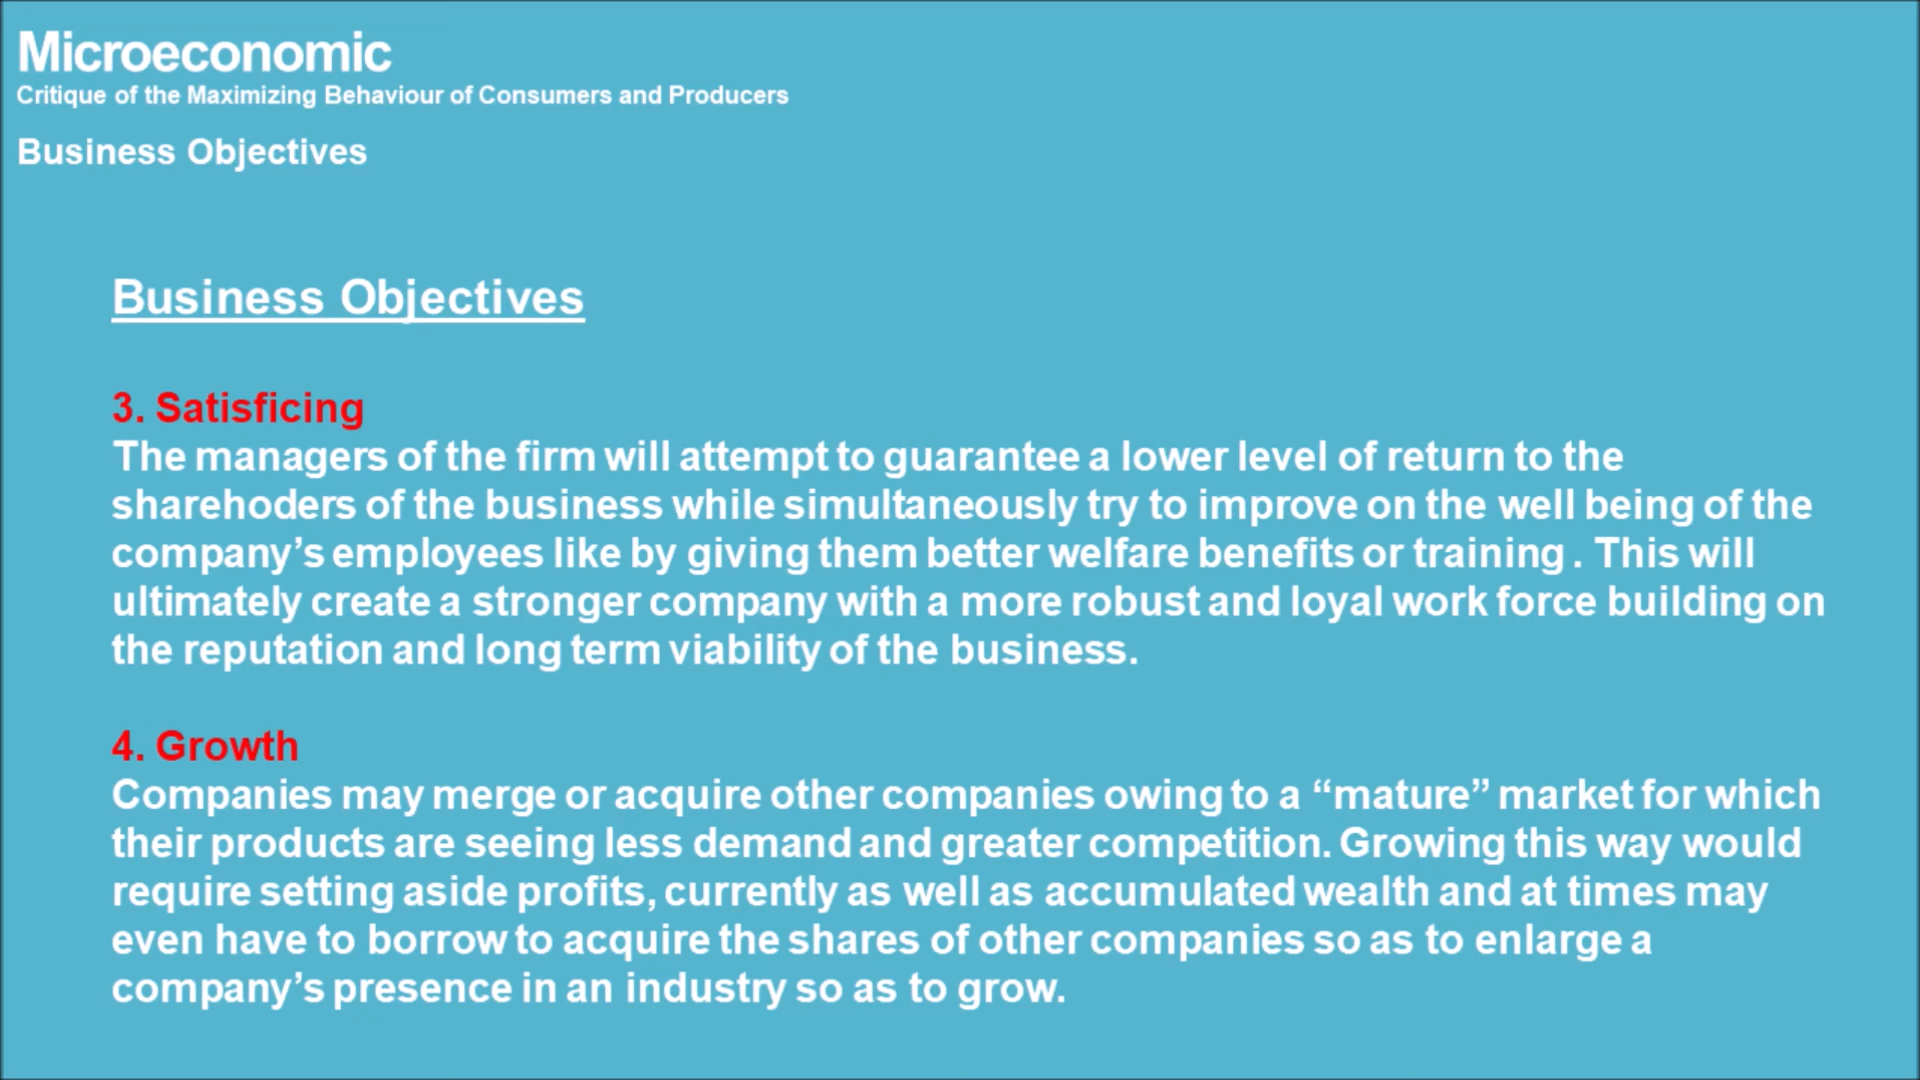 Microeconomic
Critique of the Maximizing Behaviour of Consumers and Producers
Business Objectives
Business Objectives
3. Satisficing
The managers of the firm will attempt to guarantee a lower level of return to the
sharehoders of the business while simultaneously try to improve on the well being of the
company’s employees like by giving them better welfare benefits or training . This will
ultimately create a stronger company with a more robust and loyal work force building on
the reputation and long term viability of the business.
4. Growth
Companies may merge or acquire other companies owing to a “mature” market for which
their products are seeing less demand and greater competition. Growing this way would
require setting aside profits, currently as well as accumulated wealth and at times may
even have to borrow to acquire the shares of other companies so as to enlarge a
company’s presence in an industry so as to grow.